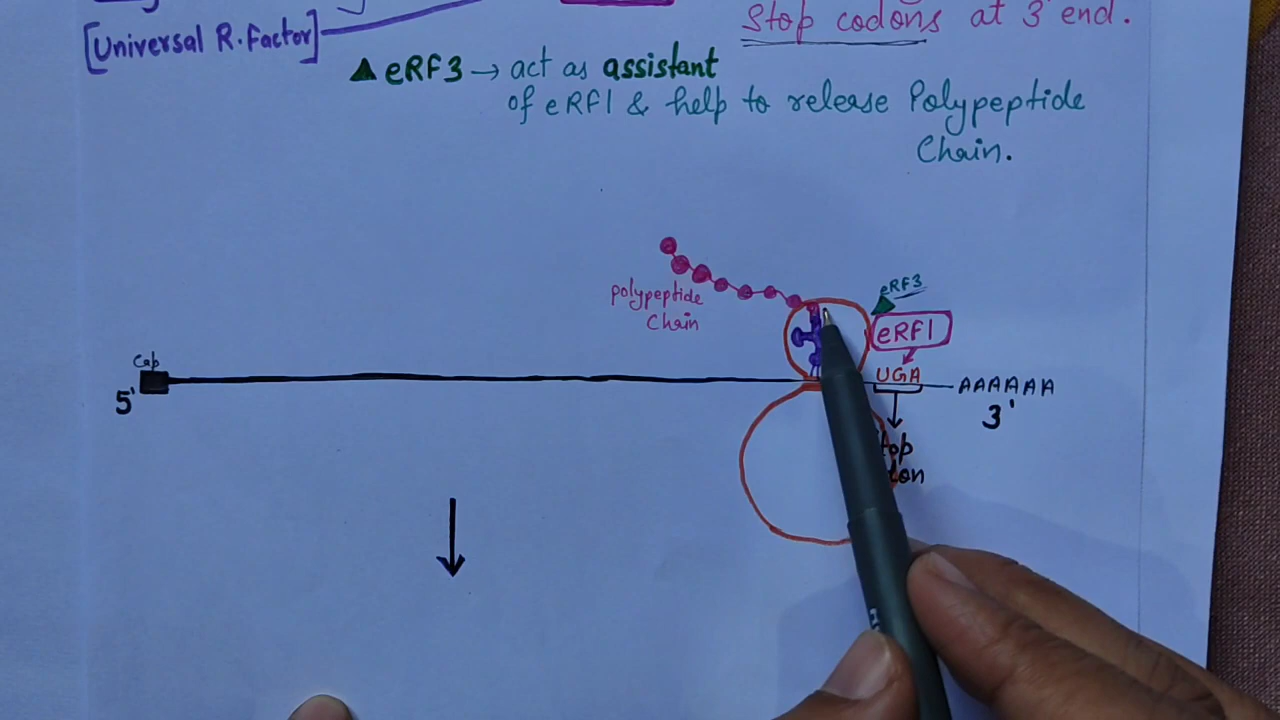 Stop codons at 3' end.
[Universal R.Factor]
eRF3 → act as assistant
of eRF1 & help to release Polypeptide
Chain.
polypeptide
Chain
eRF3
eRF1
Cap
UGA
AAAAAA
5'
3'